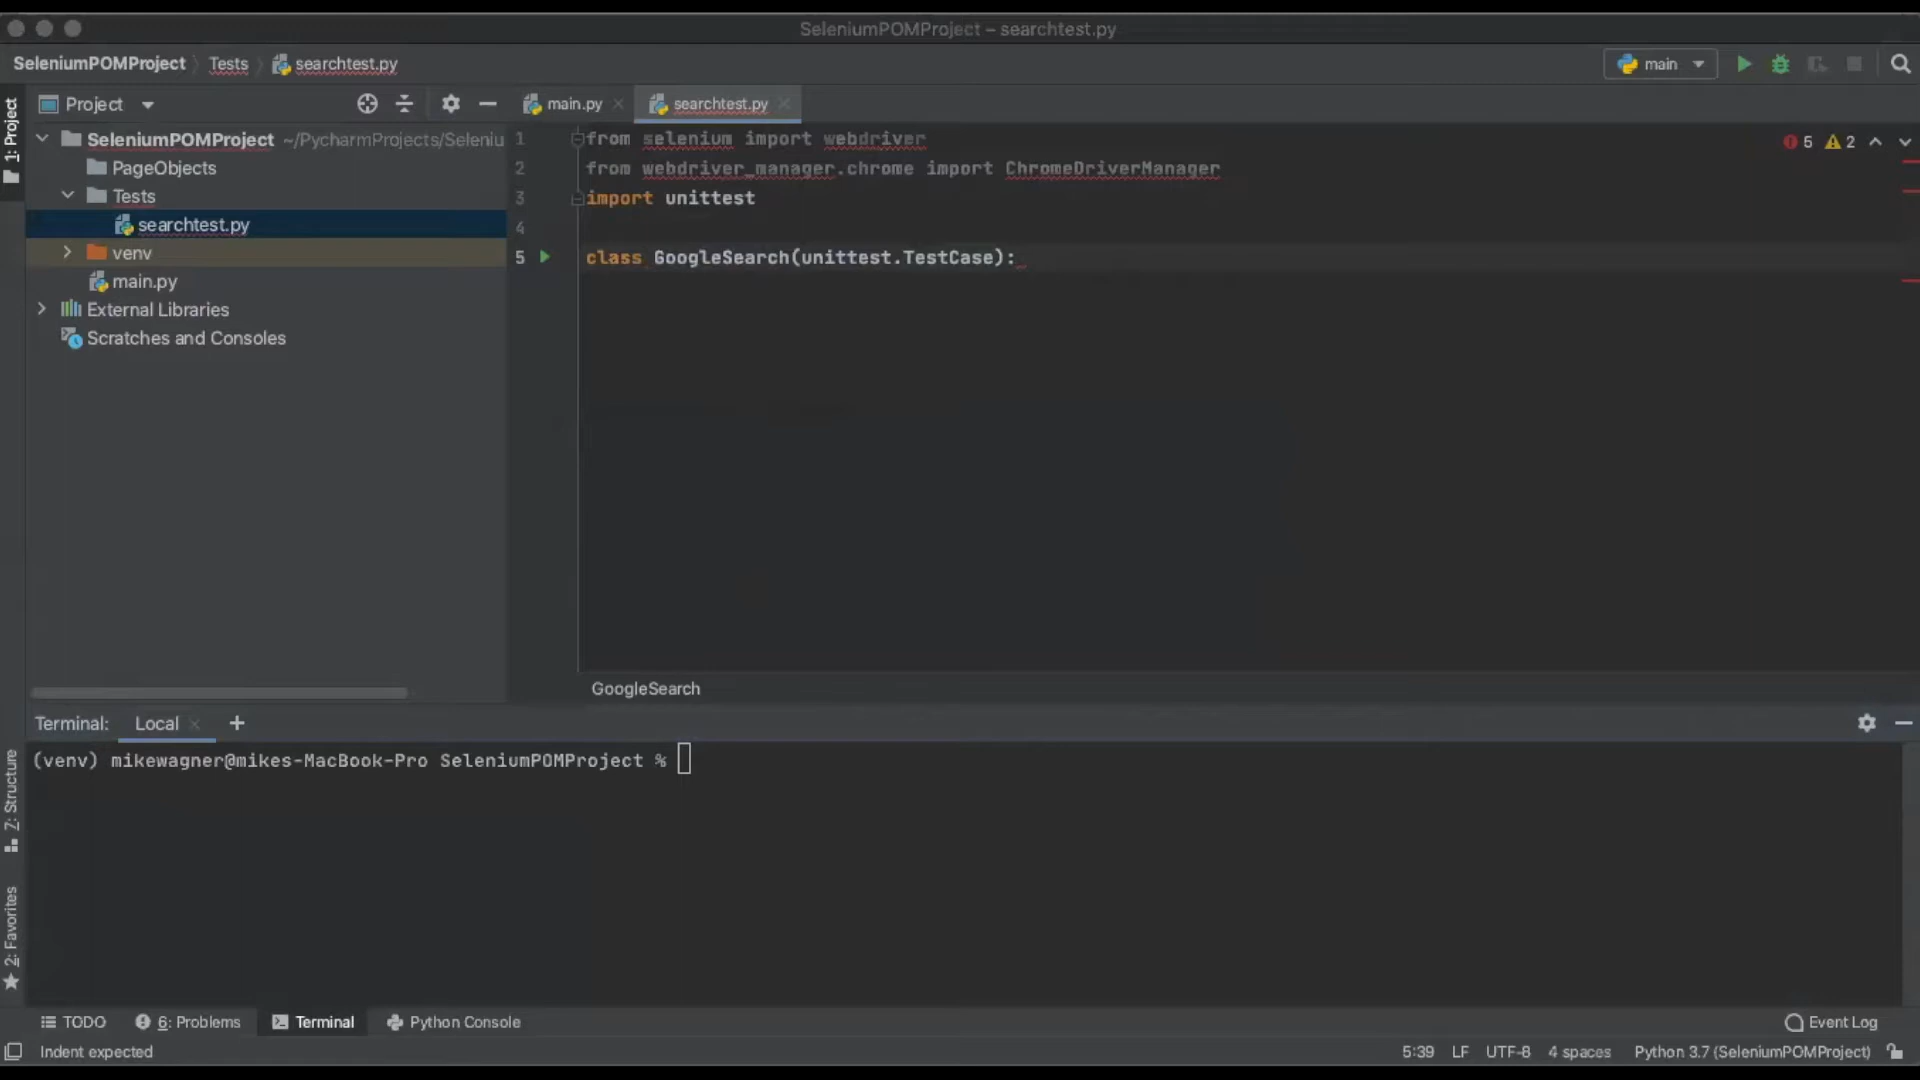 SeleniumPOMProject – searchtest.py
SeleniumPOMProject Tests searchtest.py
main
1: Project
Project
main.py
searchtest.py
SeleniumPOMProject ~/PycharmProjects/Seleniu
PageObjects
Tests
searchtest.py
venv
main.py
External Libraries
Scratches and Consoles
1 from selenium import webdriver
2 from webdriver_manager.chrome import ChromeDriverManager
3 import unittest
4
5 class GoogleSearch(unittest.TestCase):
5 2
GoogleSearch
Terminal: Local +
(venv) mikewagner@mikes-MacBook-Pro SeleniumPOMProject %
Z: Structure
2: Favorites
TODO 6: Problems Terminal Python Console Event Log
Indent expected 5:39 LF UTF-8 4 spaces Python 3.7 (SeleniumPOMProject)